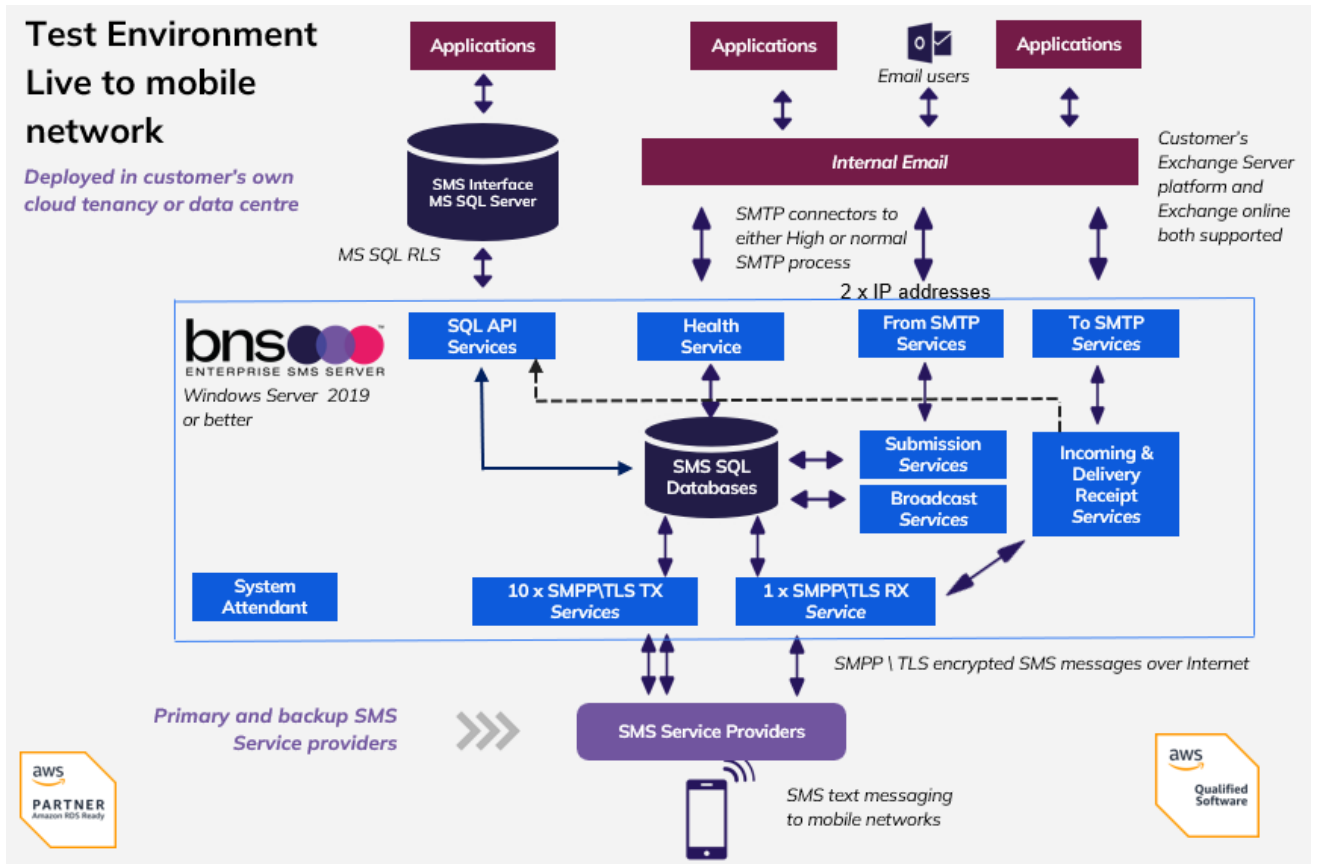 Test Environment
Live to mobile
network
Deployed in customer's own
cloud tenancy or data centre
Applications
Applications
Email users
Applications
SMS Interface
MS SQL Server
Internal Email
Customer's
Exchange Server
platform and
Exchange online
both supported
MS SQL RLS
SMTP connectors to
either High or normal
SMTP process
2 x IP addresses
bns
ENTERPRISE SMS SERVER
Windows Server 2019
or better
SQL API
Services
Health
Service
From SMTP
Services
To SMTP
Services
SMS SQL
Databases
Submission
Services
Broadcast
Services
Incoming &
Delivery
Receipt
Services
System
Attendant
10 x SMPP\TLS TX
Services
1 x SMPP\TLS RX
Service
SMPP \ TLS encrypted SMS messages over Internet
Primary and backup SMS
Service providers
SMS Service Providers
SMS text messaging
to mobile networks
aws
PARTNER
Amazon RDS Ready
aws
Qualified
Software